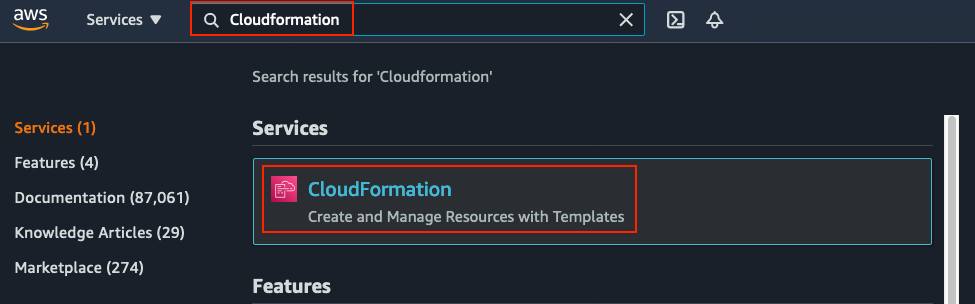 aws Services ▼ Cloudformation
Search results for 'Cloudformation'
Services (1)
Features (4)
Documentation (87,061)
Knowledge Articles (29)
Marketplace (274)
Services
CloudFormation
Create and Manage Resources with Templates
Features